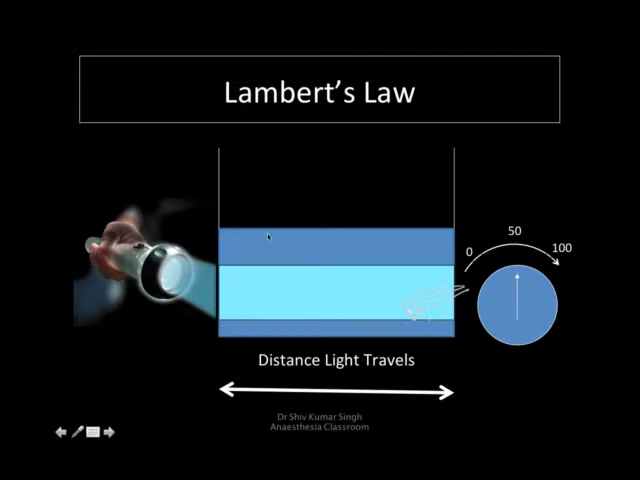 Lambert’s Law
0
50
100
Distance Light Travels
Dr Shiv Kumar Singh
Anaesthesia Classroom